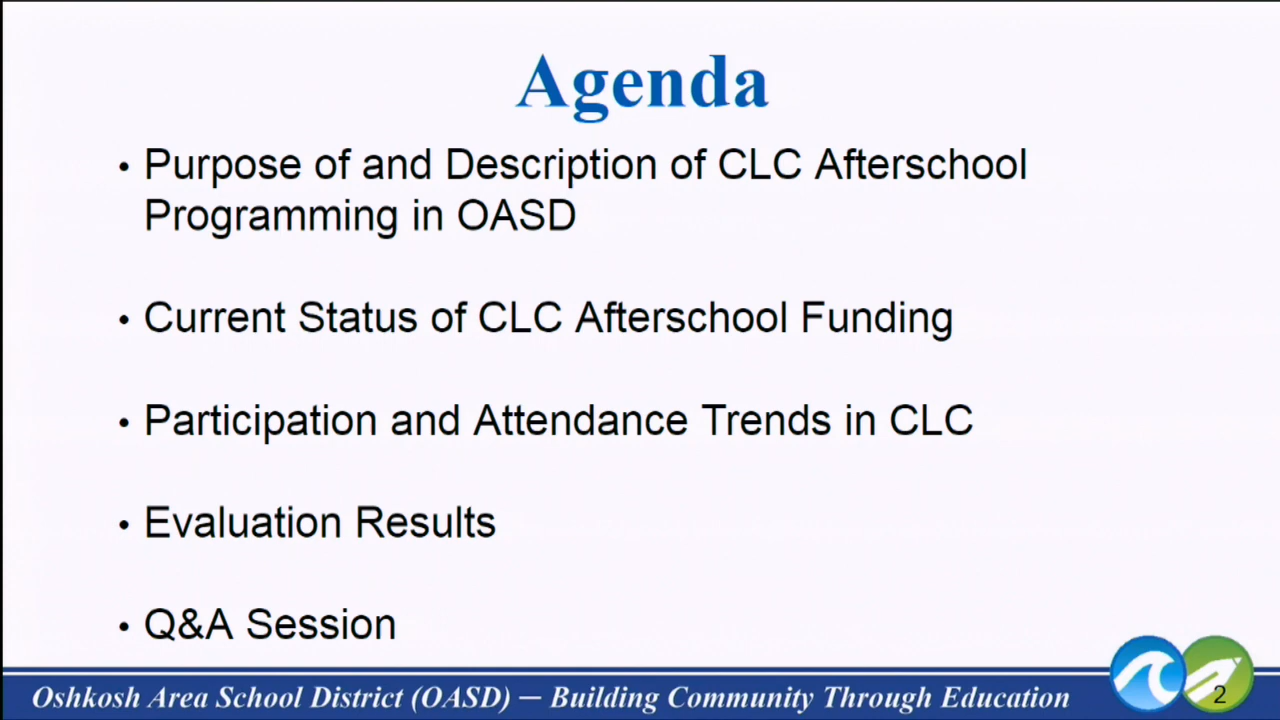 Agenda
• Purpose of and Description of CLC Afterschool
Programming in OASD
• Current Status of CLC Afterschool Funding
• Participation and Attendance Trends in CLC
• Evaluation Results
• Q&A Session
Oshkosh Area School District (OASD) — Building Community Through Education
2